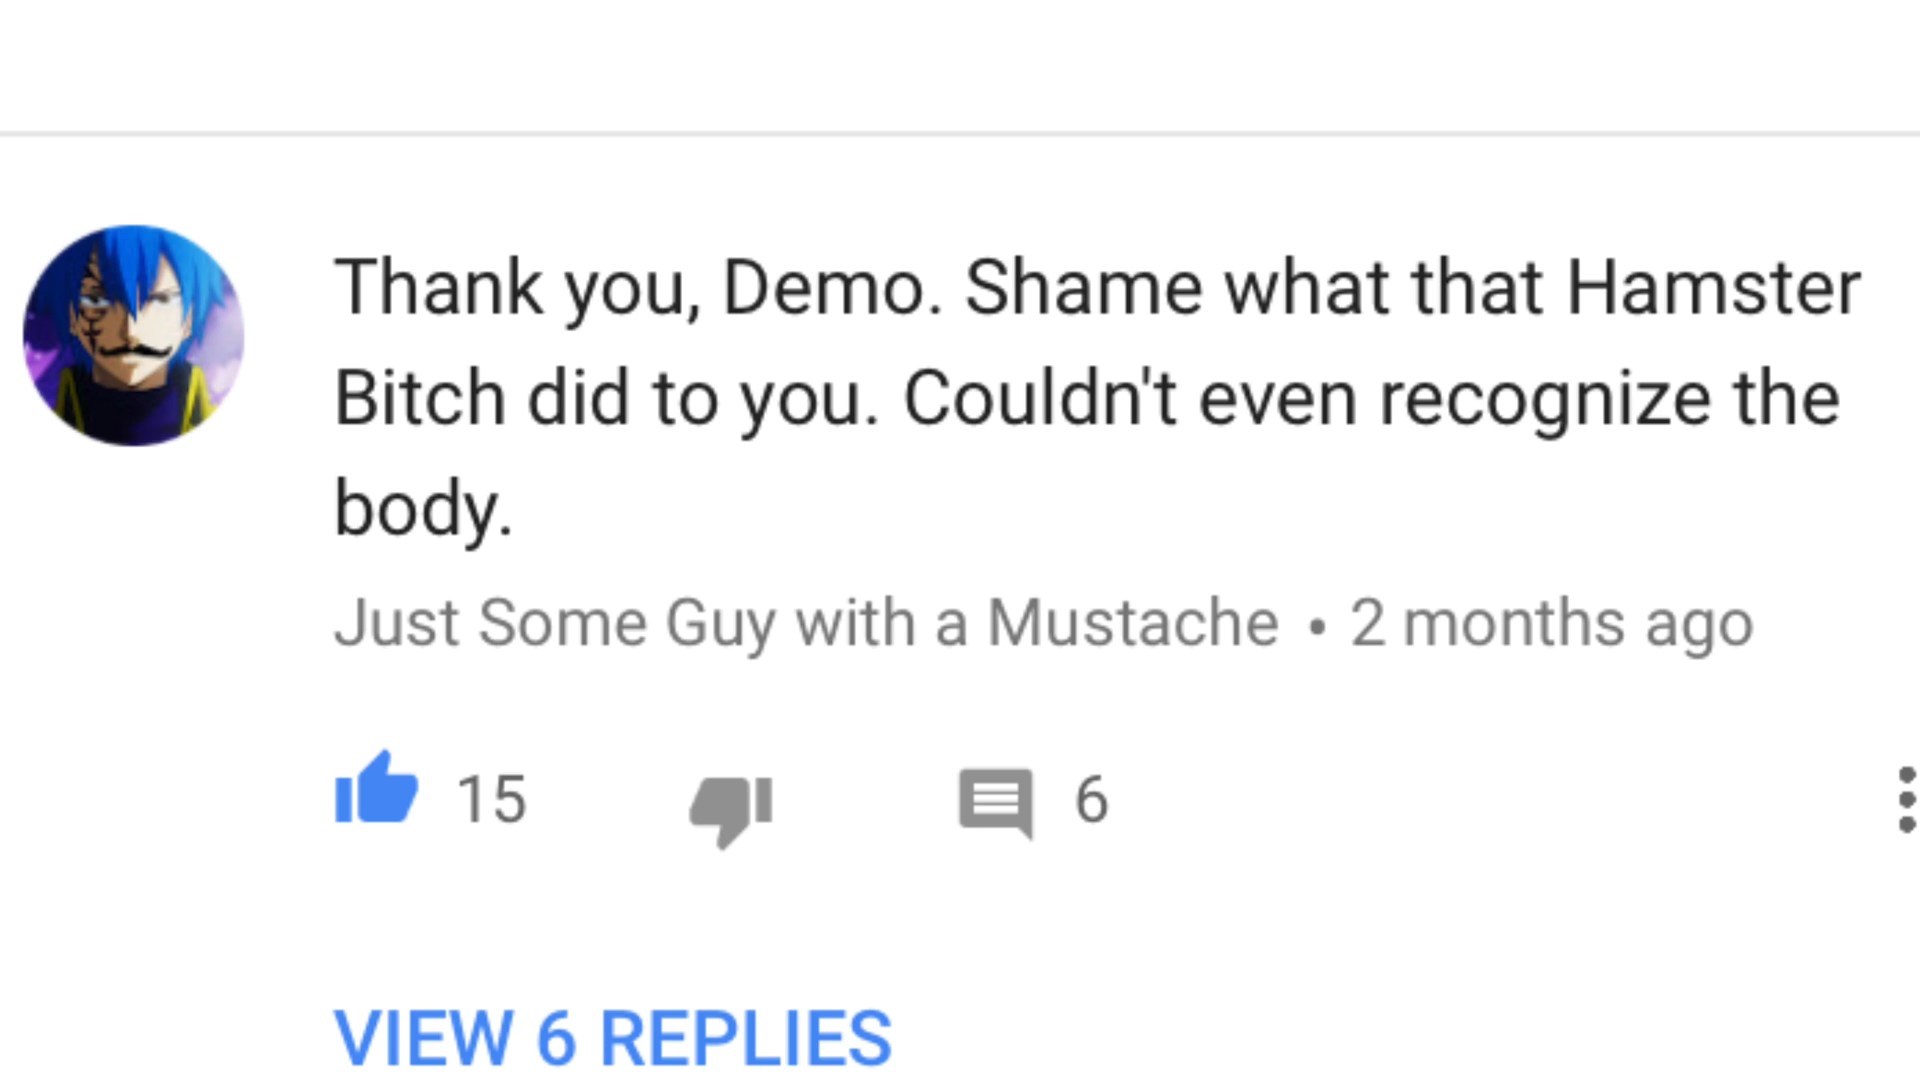 Thank you, Demo. Shame what that Hamster
Bitch did to you. Couldn't even recognize the
body.
Just Some Guy with a Mustache • 2 months ago
15 6
VIEW 6 REPLIES